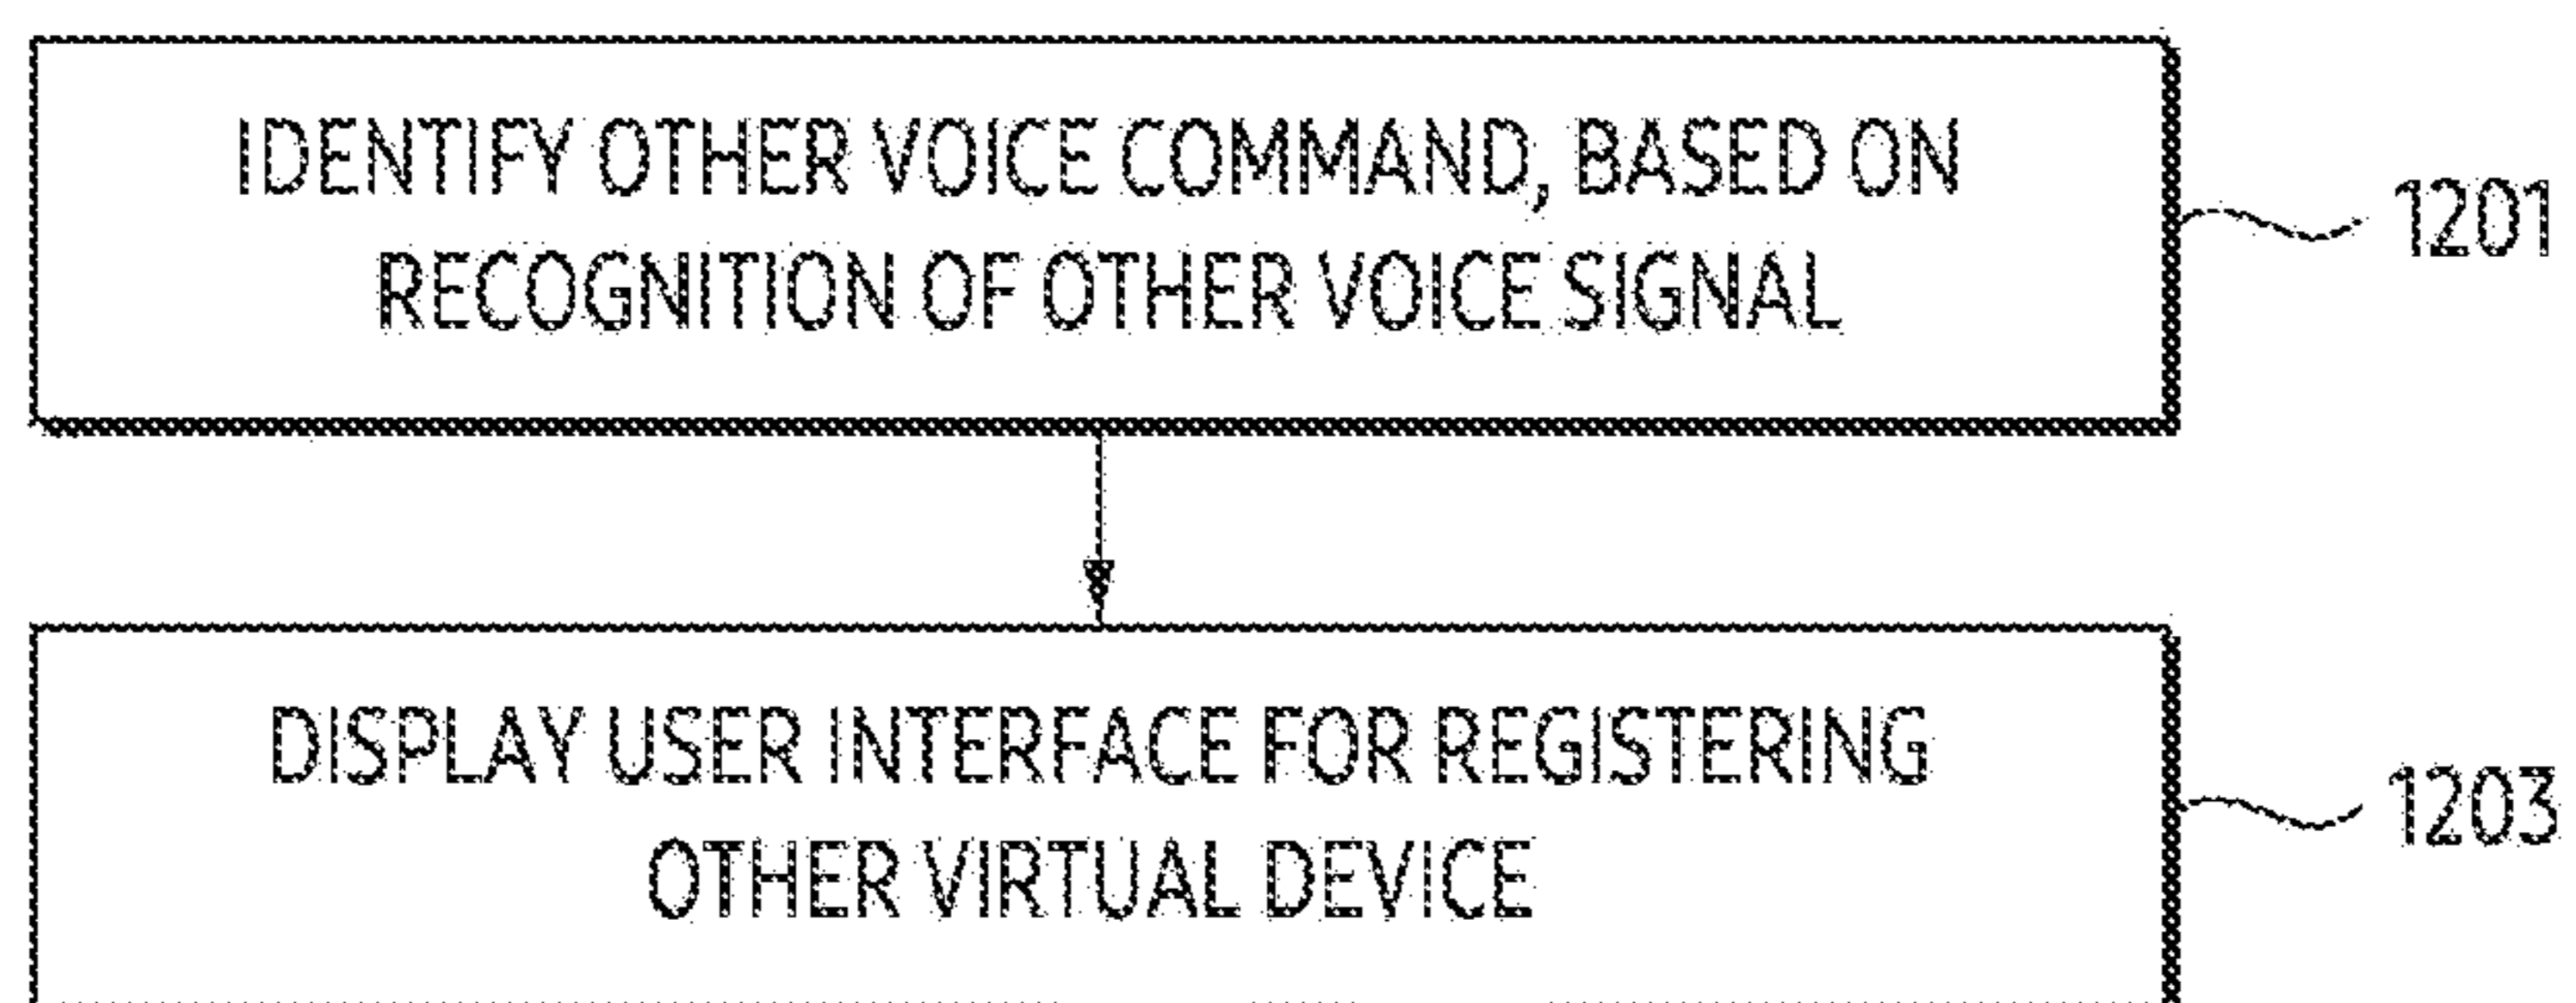 IDENTIFY OTHER VOICE COMMAND, BASED ON
RECOGNITION OF OTHER VOICE SIGNAL
1201
DISPLAY USER INTERFACE FOR REGISTERING
OTHER VIRTUAL DEVICE
1203